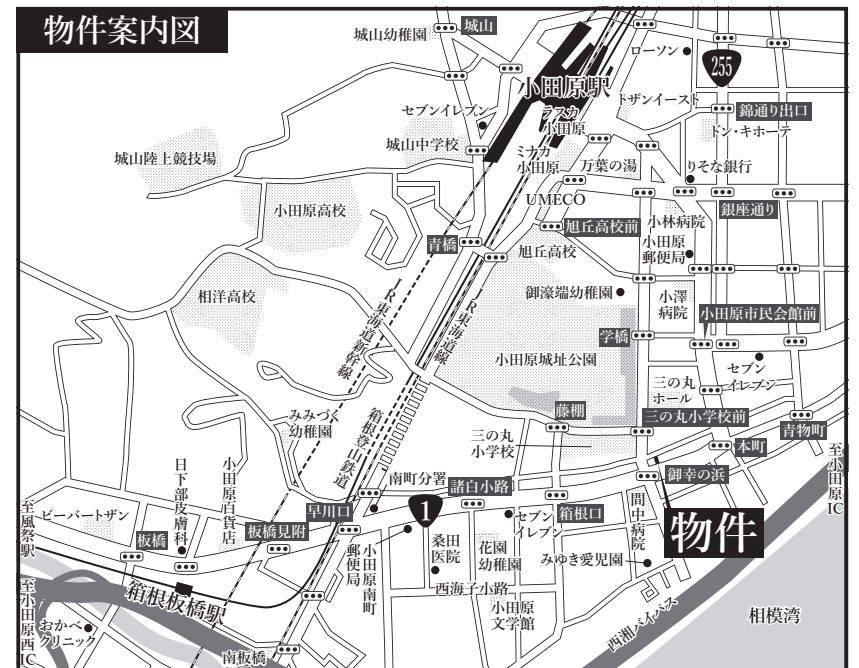 物件案内図
城山幼稚園
城山
小田原駅
ローソン
255
セブンイレブン
ラスカ
小田原
トザンイースト
錦通り出口
ドン・キホーテ
城山中学校
城山陸上競技場
ミナカ
小田原
万葉の湯
りそな銀行
UMECO
小田原高校
旭丘高校前
小林病院
銀座通り
青橋
旭丘高校
小田原
郵便局
相洋高校
JR東海道新幹線
JR東海道線
御濠端幼稚園
小澤
病院
小田原市民会館前
学橋
小田原城址公園
セブン
イレブン
三の丸
ホール
みみづく
幼稚園
箱根登山鉄道
藤棚
三の丸小学校前
青物町
三の丸
小学校
本町
至小田原IC
日下部皮膚科
小田原百貨店
南町分署
諸白小路
御幸の浜
至風祭駅
ビーバートザン
板橋
板橋見附
早川口
1
セブン
イレブン
箱根口
間中病院
物件
小田原南町
郵便局
桑田
医院
花園
幼稚園
みゆき愛児園
箱根板橋駅
西海子小路
至小田原西IC
おかべ
クリニック
小田原
文学館
西湘バイパス
相模湾
南板橋